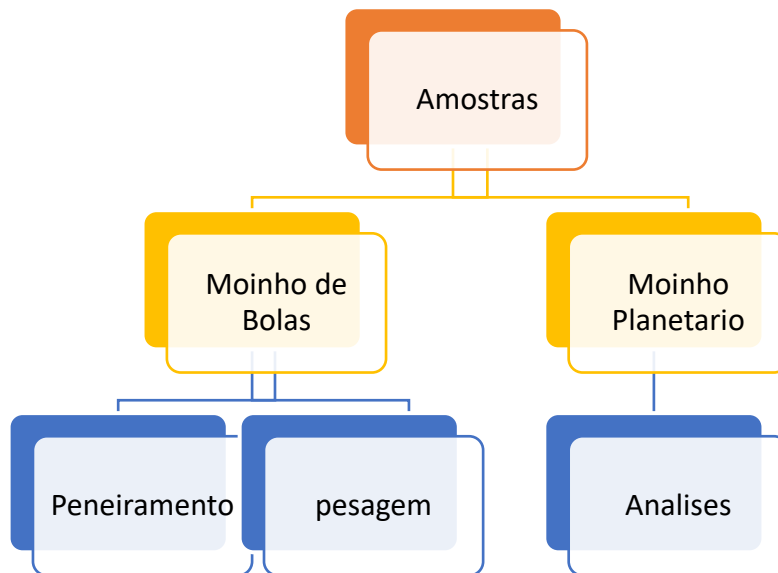 Amostras
Moinho de
Bolas
Moinho
Planetario
Peneiramento
pesagem
Analises